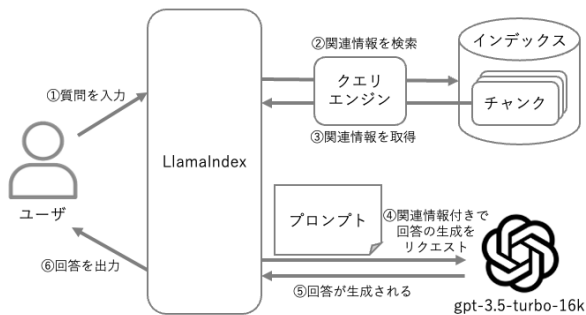 ①質問を入力
ユーザ
⑥回答を出力
LlamaIndex
②関連情報を検索
クエリ
エンジン
③関連情報を取得
インデックス
チャンク
プロンプト
④関連情報付きで
回答の生成を
リクエスト
⑤回答が生成される
gpt-3.5-turbo-16k